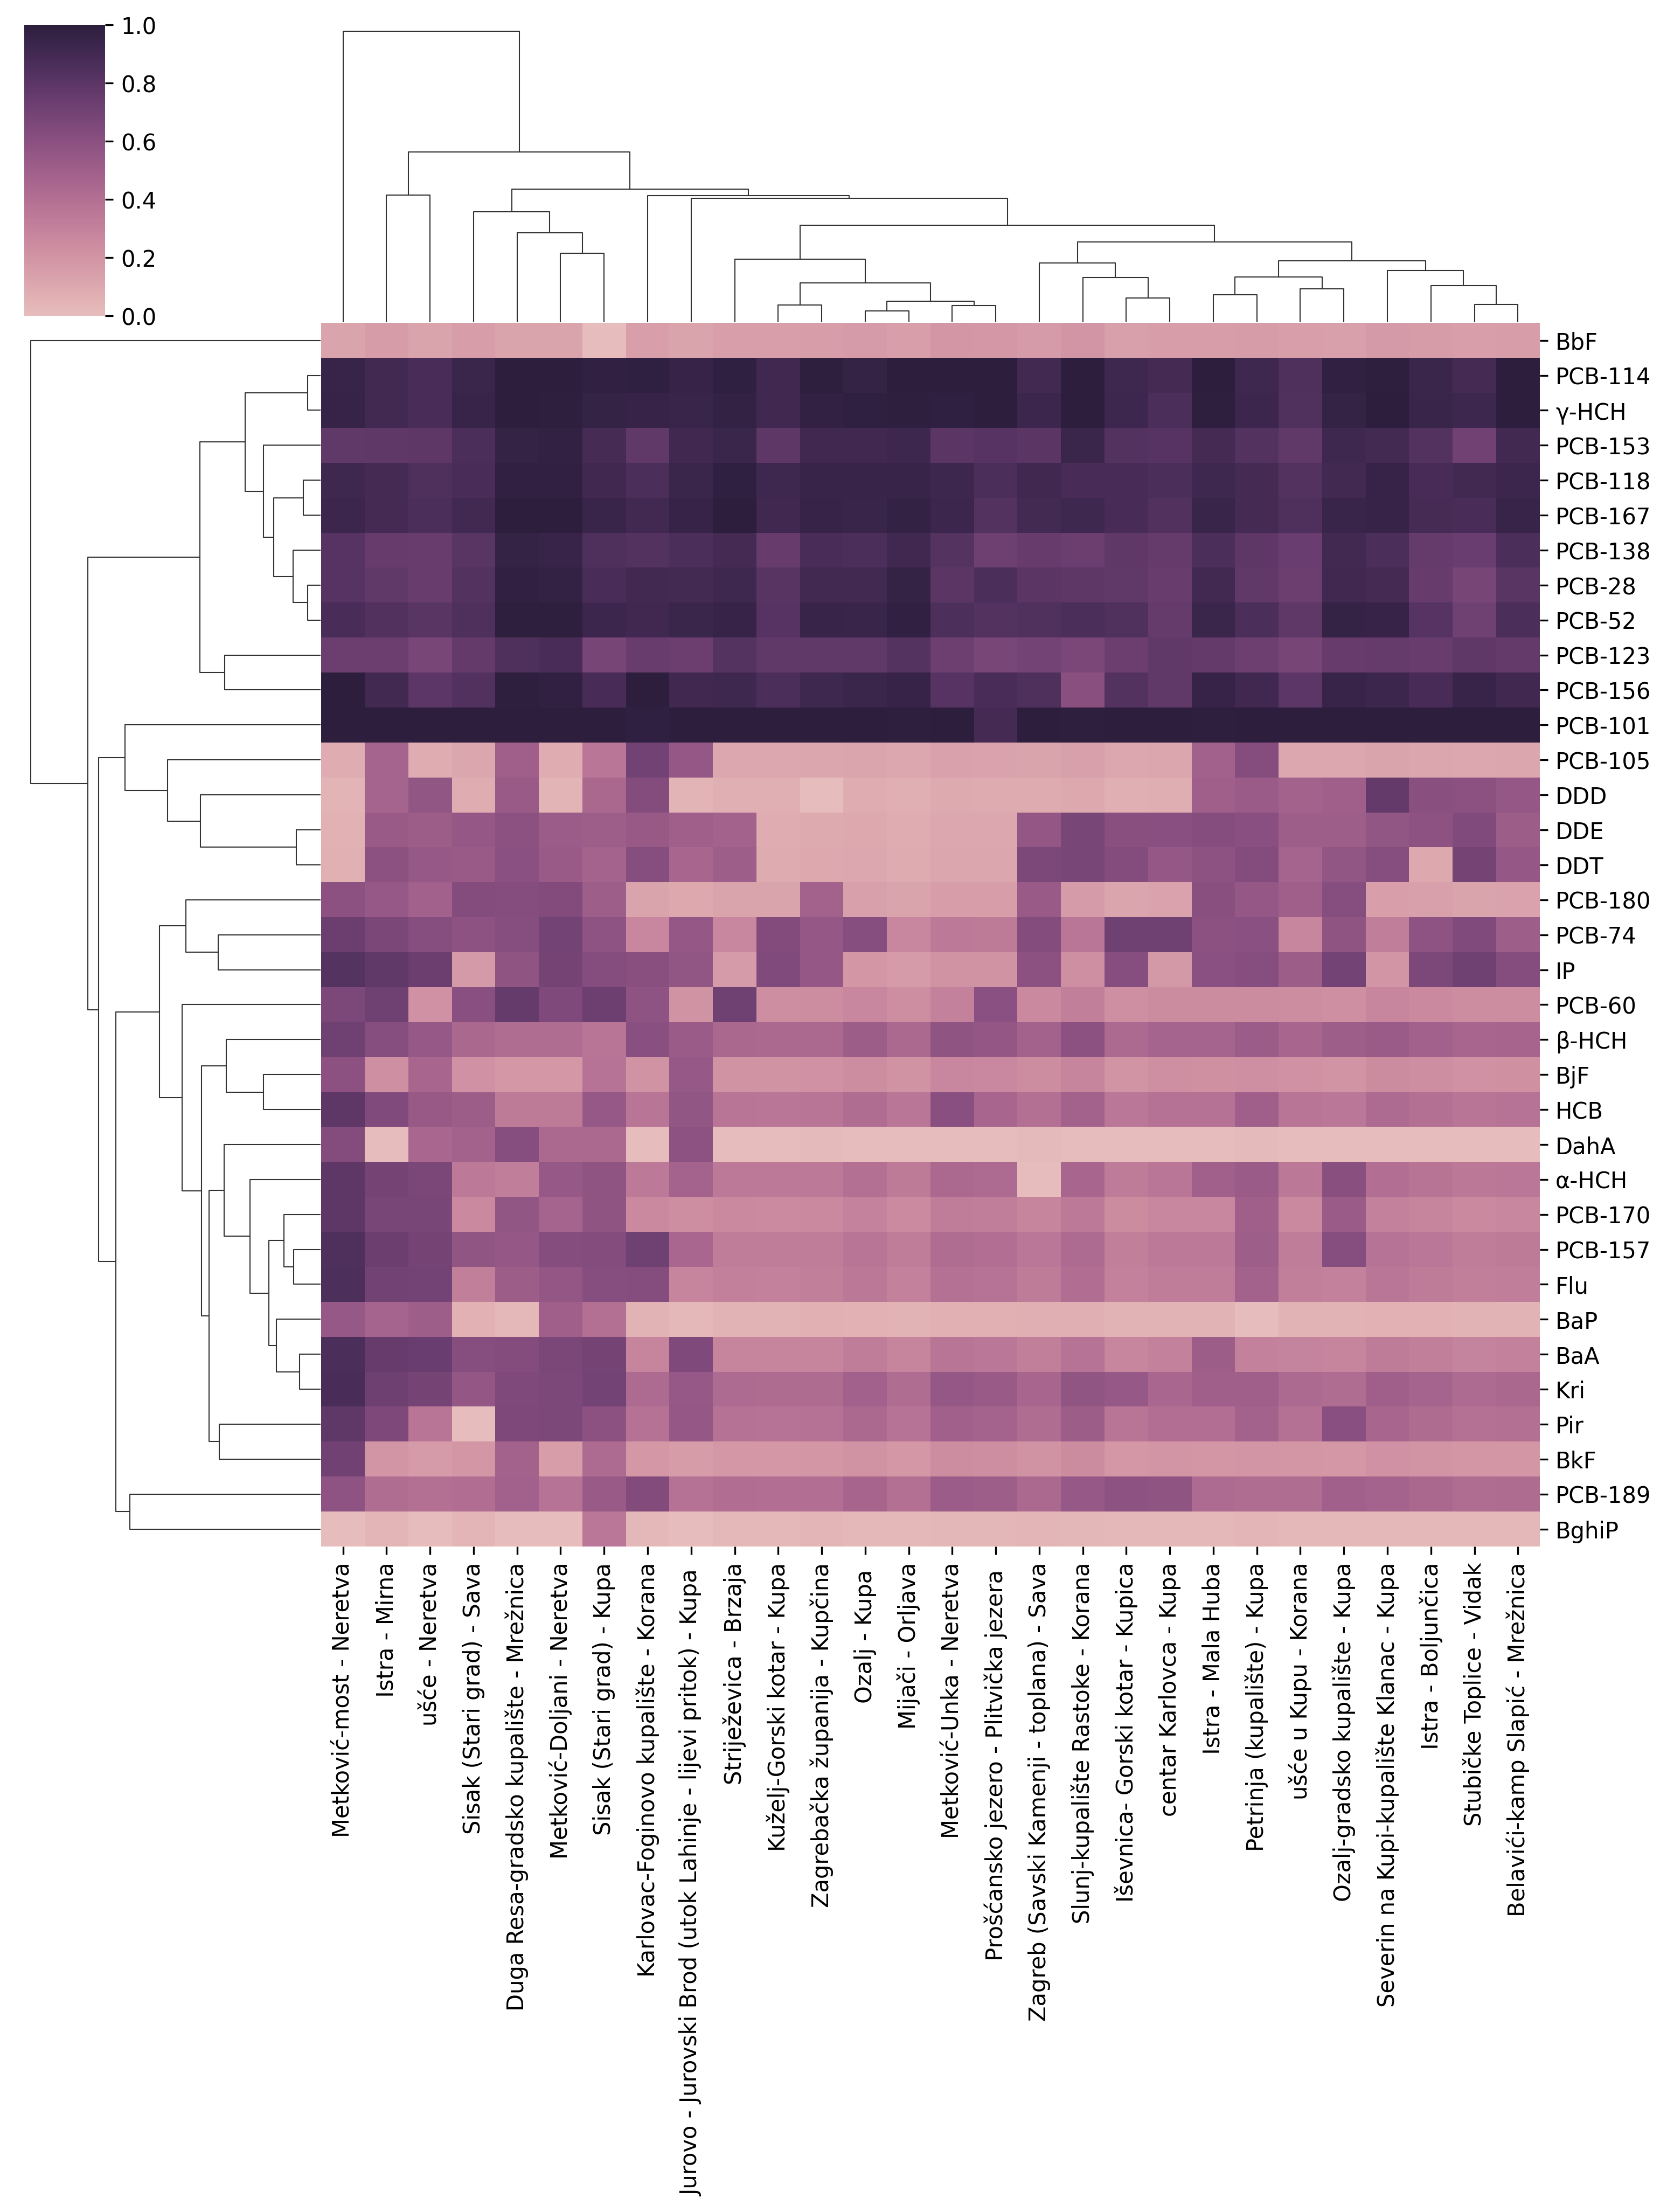 1.0
0.8
0.6
0.4
0.2
0.0
BbF
PCB-114
γ-HCH
PCB-153
PCB-118
PCB-167
PCB-138
PCB-28
PCB-52
PCB-123
PCB-156
PCB-101
PCB-105
DDD
DDE
DDT
PCB-180
PCB-74
IP
PCB-60
β-HCH
BjF
HCB
DahA
α-HCH
PCB-170
PCB-157
Flu
BaP
BaA
Kri
Pir
BkF
PCB-189
BghiP
Metković-most - Neretva
Istra - Mirna
ušće - Neretva
Sisak (Stari grad) - Sava
Duga Resa-gradsko kupalište - Mrežnica
Metković-Doljani - Neretva
Sisak (Stari grad) - Kupa
Karlovac-Foginovo kupalište - Korana
Jurovo - Jurovski Brod (utok Lahinje - lijevi pritok) - Kupa
Striježevica - Brzaja
Kuželj-Gorski kotar - Kupa
Zagrebačka županija - Kupčina
Ozalj - Kupa
Mijači - Orljava
Metković-Unka - Neretva
Prošćansko jezero - Plitvička jezera
Zagreb (Savski Kamenji - toplana) - Sava
Slunj-kupalište Rastoke - Korana
Iševnica- Gorski kotar - Kupica
centar Karlovca - Kupa
Istra - Mala Huba
Petrinja (kupalište) - Kupa
ušće u Kupu - Korana
Ozalj-gradsko kupalište - Kupa
Severin na Kupi-kupalište Klanac - Kupa
Istra - Boljunčica
Stubičke Toplice - Vidak
Belavići-kamp Slapić - Mrežnica